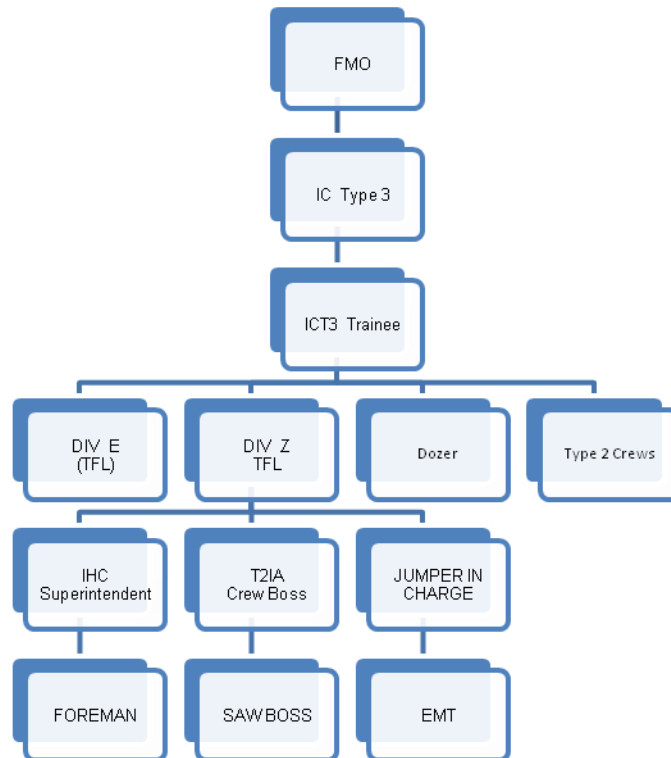 FMO
IC Type 3
ICT3 Trainee
DIV E
(TFL)
DIV Z
TFL
Dozer
Type 2 Crews
IHC
Superintendent
T2IA
Crew Boss
JUMPER IN
CHARGE
FOREMAN
SAW BOSS
EMT